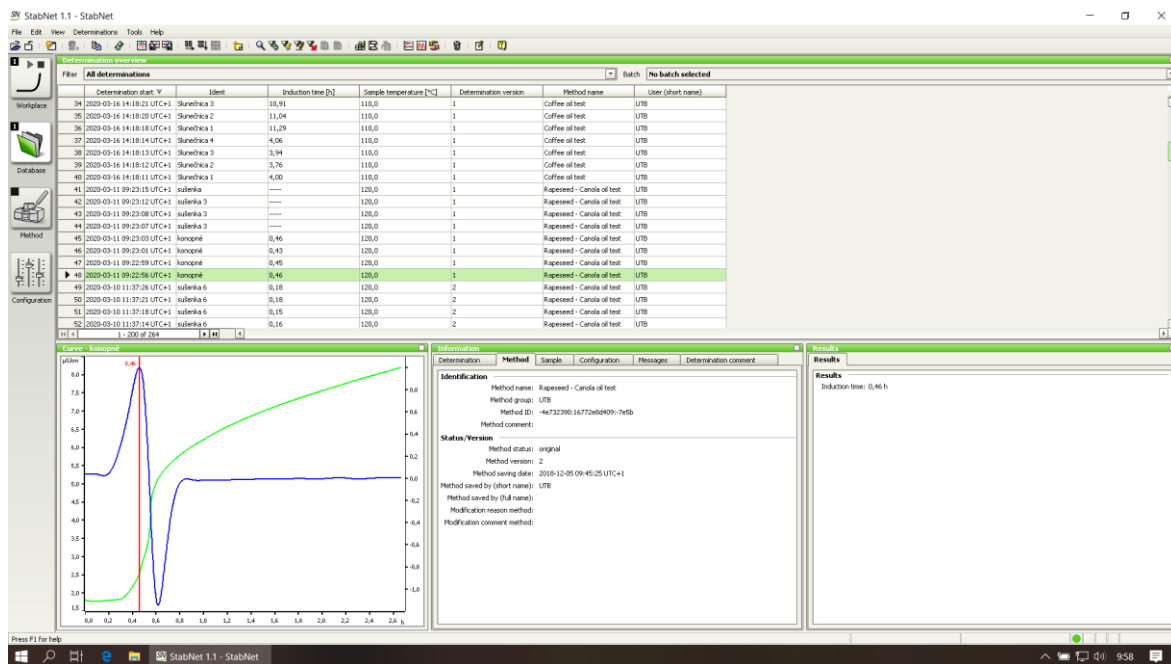 StabNet 1.1 - StabNet
File Edit View Determinations Tools Help
Determination overview
Filter All determinations Batch No batch selected
Determination start Ident Induction time [h] Sample temperature [°C] Determination version Method name User (short name)
34 2020-03-16 14:18:21 UTC+1 Slunečnica 3 10,91 110,0 1 Coffee oil test UTB
35 2020-03-16 14:18:20 UTC+1 Slunečnica 2 11,04 110,0 1 Coffee oil test UTB
36 2020-03-16 14:18:18 UTC+1 Slunečnica 1 11,29 110,0 1 Coffee oil test UTB
37 2020-03-16 14:18:14 UTC+1 Slunečnica 4 4,06 110,0 1 Coffee oil test UTB
38 2020-03-16 14:18:13 UTC+1 Slunečnica 3 3,94 110,0 1 Coffee oil test UTB
39 2020-03-16 14:18:12 UTC+1 Slunečnica 2 3,76 110,0 1 Coffee oil test UTB
40 2020-03-16 14:18:11 UTC+1 Slunečnica 1 4,00 110,0 1 Coffee oil test UTB
41 2020-03-11 09:23:15 UTC+1 sušenka ----- 120,0 1 Rapeseed - Canola oil test UTB
42 2020-03-11 09:23:12 UTC+1 sušenka 3 ----- 120,0 1 Rapeseed - Canola oil test UTB
43 2020-03-11 09:23:08 UTC+1 sušenka 3 ----- 120,0 1 Rapeseed - Canola oil test UTB
44 2020-03-11 09:23:07 UTC+1 sušenka 3 ----- 120,0 1 Rapeseed - Canola oil test UTB
45 2020-03-11 09:23:03 UTC+1 konopné 0,46 120,0 1 Rapeseed - Canola oil test UTB
46 2020-03-11 09:23:01 UTC+1 konopné 0,43 120,0 1 Rapeseed - Canola oil test UTB
47 2020-03-11 09:22:59 UTC+1 konopné 0,45 120,0 1 Rapeseed - Canola oil test UTB
48 2020-03-11 09:22:56 UTC+1 konopné 0,46 120,0 1 Rapeseed - Canola oil test UTB
49 2020-03-10 11:37:26 UTC+1 sušenka 6 0,18 120,0 2 Rapeseed - Canola oil test UTB
50 2020-03-10 11:37:21 UTC+1 sušenka 6 0,18 120,0 2 Rapeseed - Canola oil test UTB
51 2020-03-10 11:37:18 UTC+1 sušenka 6 0,15 120,0 2 Rapeseed - Canola oil test UTB
52 2020-03-10 11:37:14 UTC+1 sušenka 6 0,16 120,0 2 Rapeseed - Canola oil test UTB
1 - 200 of 264
Workplace
Database
Method
Configuration
Curve - konopné
µS/cm
0,46
8,0
7,5
7,0
6,5
6,0
5,5
5,0
4,5
4,0
3,5
3,0
2,5
2,0
1,5
0,8
0,6
0,4
0,2
0,0
-0,2
-0,4
-0,6
-0,8
-1,0
0,0 0,2 0,4 0,6 0,8 1,0 1,2 1,4 1,6 1,8 2,0 2,2 2,4 2,6 h
Information
Determination Method Sample Configuration Messages Determination comment
Identification
Method name: Rapeseed - Canola oil test
Method group: UTB
Method ID: -4e732390:16772e8d409:-7e5b
Method comment:
Status/Version
Method status: original
Method version: 2
Method saving date: 2018-12-05 09:45:25 UTC+1
Method saved by (short name): UTB
Method saved by (full name):
Modification reason method:
Modification comment method:
Results
Results
Results
Induction time: 0,46 h
Press F1 for help
StabNet 1.1 - StabNet
9:58